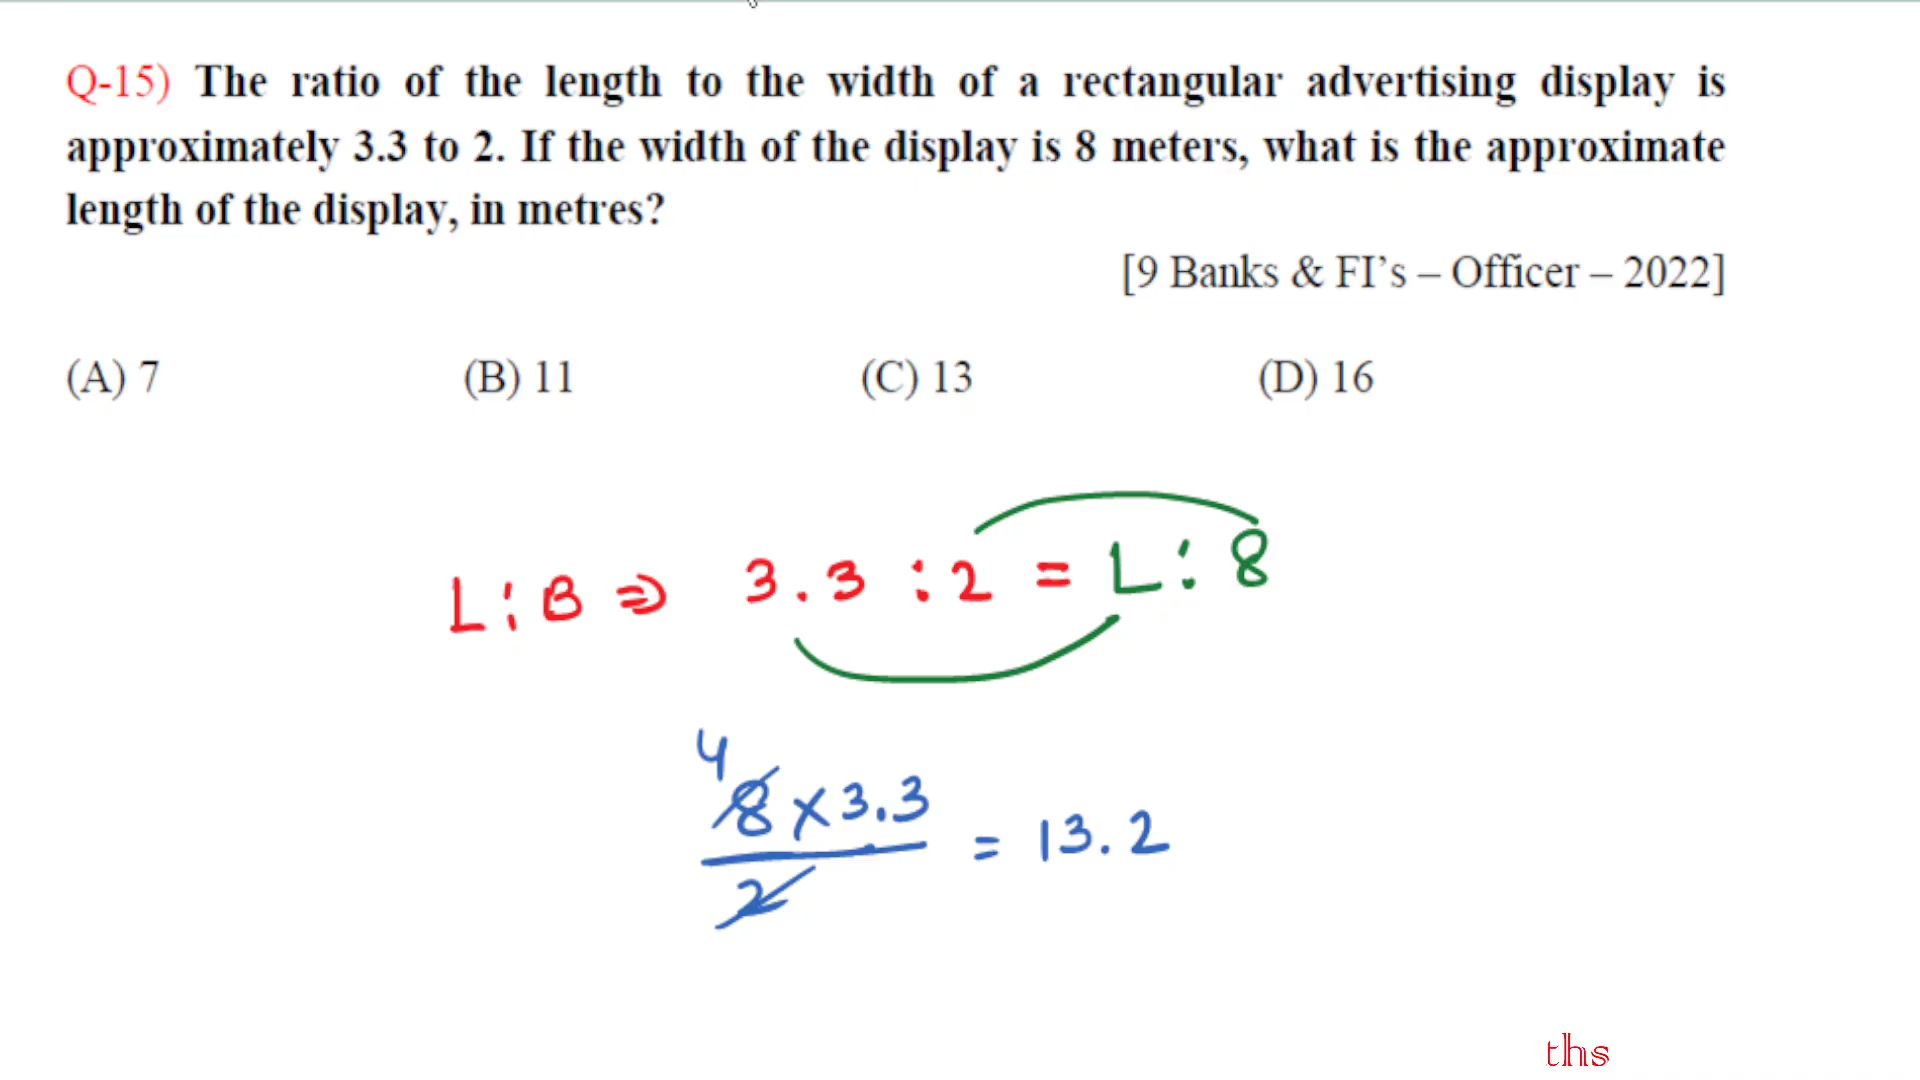 Q-15) The ratio of the length to the width of a rectangular advertising display is
approximately 3.3 to 2. If the width of the display is 8 meters, what is the approximate
length of the display, in metres?
[9 Banks & FI's – Officer – 2022]
(A) 7 (B) 11 (C) 13 (D) 16
L : B ⇒ 3.3 : 2 = L : 8
4
8 × 3.3
= 13.2
2
ths